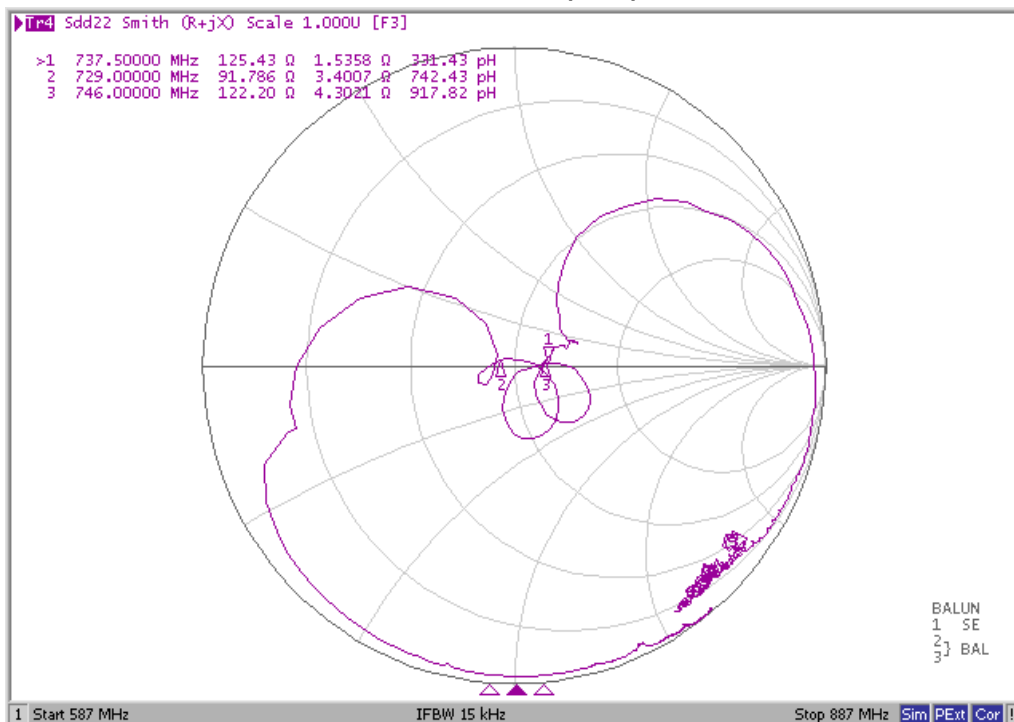 Tr4 Sdd22 Smith (R+jX) Scale 1.000U [F3]
>1 737.50000 MHz 125.43 Ω 1.5358 Ω 331.43 pH
2 729.00000 MHz 91.786 Ω 3.4007 Ω 742.43 pH
3 746.00000 MHz 122.20 Ω 4.3021 Ω 917.82 pH
1
2 3
BALUN
1 SE
2
3} BAL
1 Start 587 MHz IFBW 15 kHz Stop 887 MHz Sim PExt Cor !